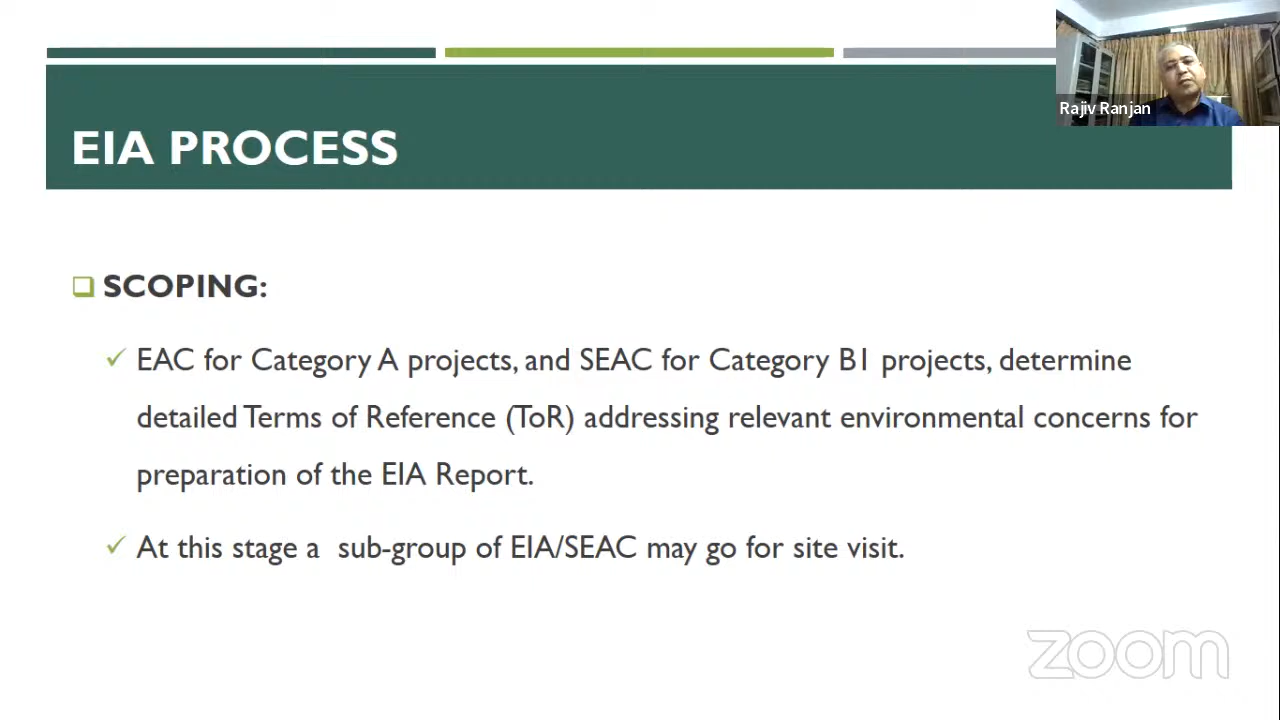 Rajiv Ranjan
EIA PROCESS
SCOPING:
EAC for Category A projects, and SEAC for Category B1 projects, determine
detailed Terms of Reference (ToR) addressing relevant environmental concerns for
preparation of the EIA Report.
At this stage a sub-group of EIA/SEAC may go for site visit.
zoom